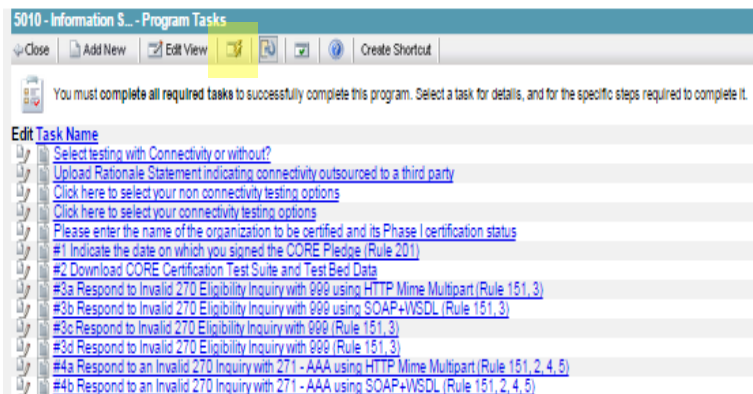 5010 - Information S... - Program Tasks
Close Add New Edit View Create Shortcut
You must complete all required tasks to successfully complete this program. Select a task for details, and for the specific steps required to complete it.
Edit Task Name
Select testing with Connectivity or without?
Upload Rationale Statement indicating connectivity outsourced to a third party
Click here to select your non connectivity testing options
Click here to select your connectivity testing options
Please enter the name of the organization to be certified and its Phase I certification status
#1 Indicate the date on which you signed the CORE Pledge (Rule 201)
#2 Download CORE Certification Test Suite and Test Bed Data
#3a Respond to Invalid 270 Eligibility Inquiry with 999 using HTTP Mime Multipart (Rule 151, 3)
#3b Respond to Invalid 270 Eligibility Inquiry with 999 using SOAP+WSDL (Rule 151, 3)
#3c Respond to Invalid 270 Eligibility Inquiry with 999 (Rule 151, 3)
#3d Respond to Invalid 270 Eligibility Inquiry with 999 (Rule 151, 3)
#4a Respond to an Invalid 270 Inquiry with 271 - AAA using HTTP Mime Multipart (Rule 151, 2, 4, 5)
#4b Respond to an Invalid 270 Inquiry with 271 - AAA using SOAP+WSDL (Rule 151, 2, 4, 5)